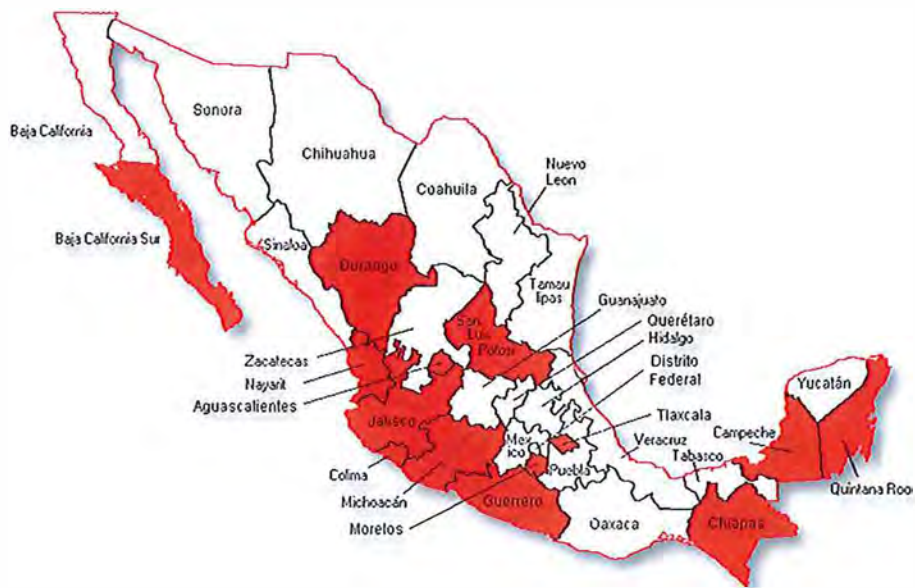 Sonora
Baja California
Chihuahua
Nuevo
Leon
Coahuila
Baja California Sur
Sinaloa
Durango
Tamau
lipas
Guanajuato
San
Luis
Potosi
Querétaro
Hidalgo
Zacatecas
Distrito
Federal
Nayarit
Aguascalientes
Yucatán
Tlaxcala
Jalisco
Campeche
Veracruz
Mex
ico
Tabasco
Colma
Puebla
Quintana Roo
Michoacán
Guerrero
Morelos
Oaxaca
Chiapas